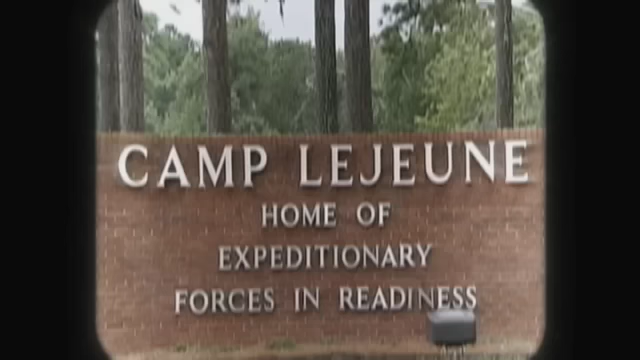 CAMP LEJEUNE
HOME OF
EXPEDITIONARY
FORCES IN READINESS